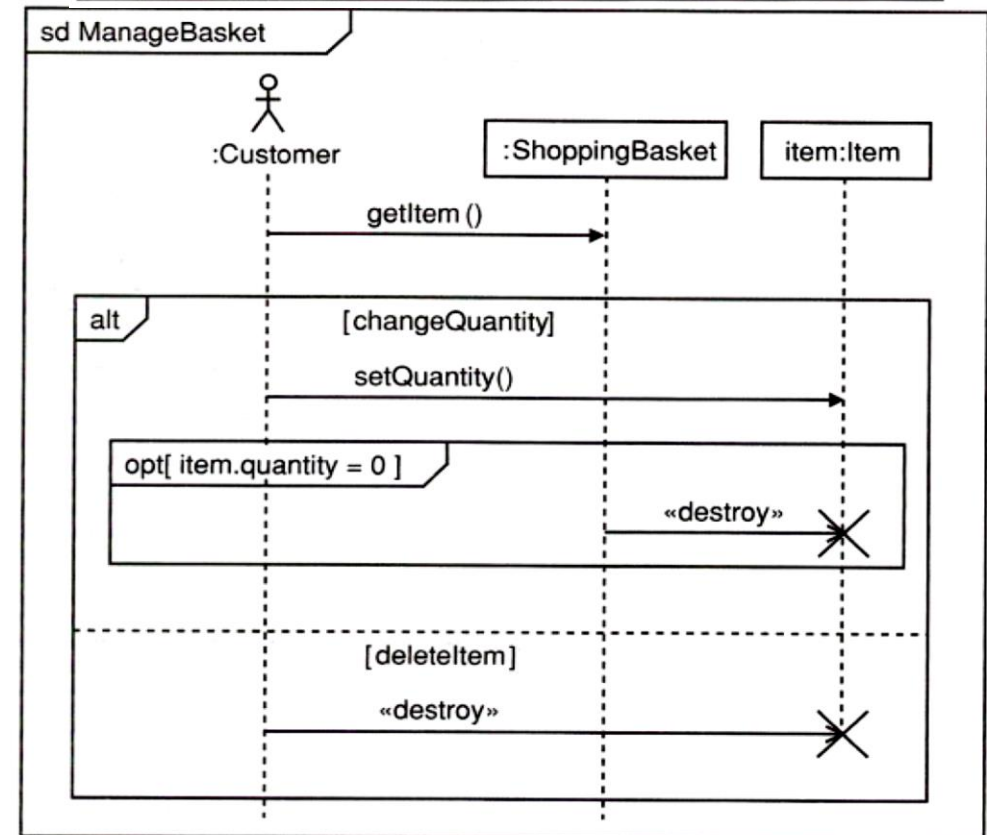 sd ManageBasket
:Customer
:ShoppingBasket
item:Item
getItem ()
alt
[changeQuantity]
setQuantity()
opt[ item.quantity = 0 ]
«destroy»
[deleteItem]
«destroy»